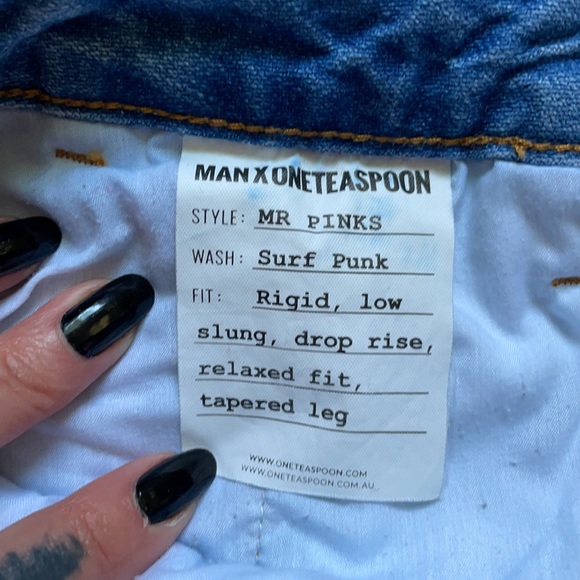 MAN X ONETEASPOON
STYLE: MR PINKS
WASH: Surf Punk
FIT: Rigid, low
slung, drop rise,
relaxed fit,
tapered leg
WWW.ONETEASPOON.COM
WWW.ONETEASPOON.COM.AU